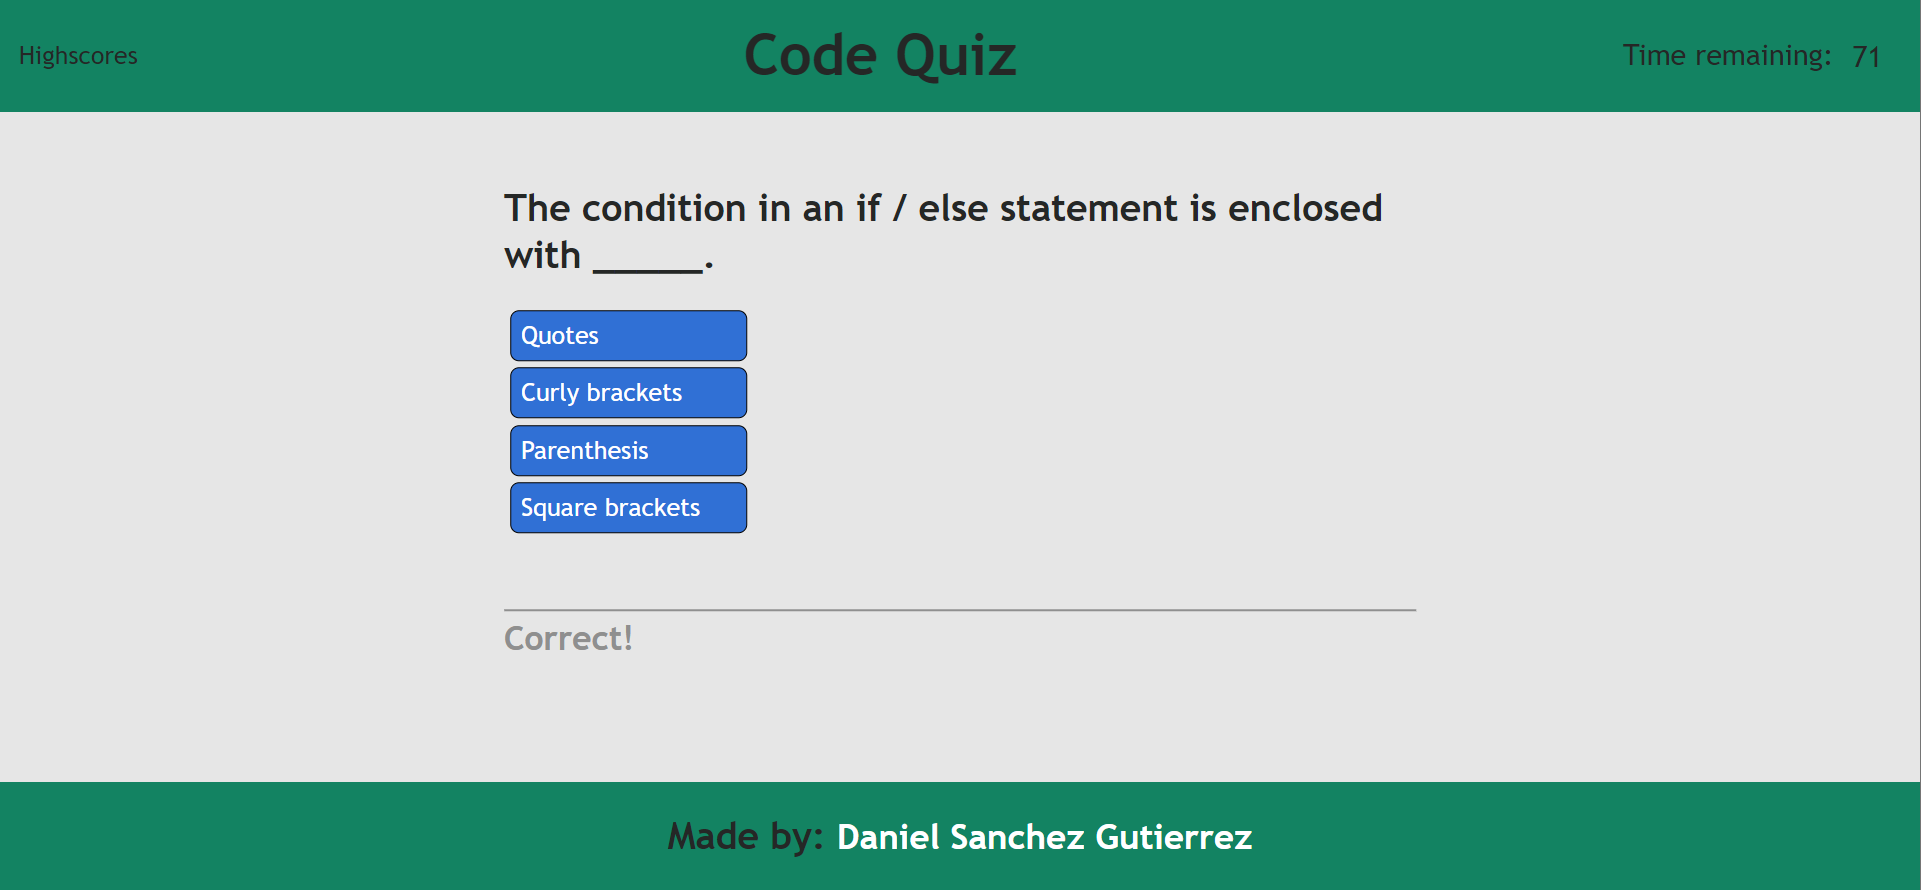 Highscores
Code Quiz
Time remaining: 71
The condition in an if / else statement is enclosed
with ______.
Quotes
Curly brackets
Parenthesis
Square brackets
Correct!
Made by: Daniel Sanchez Gutierrez